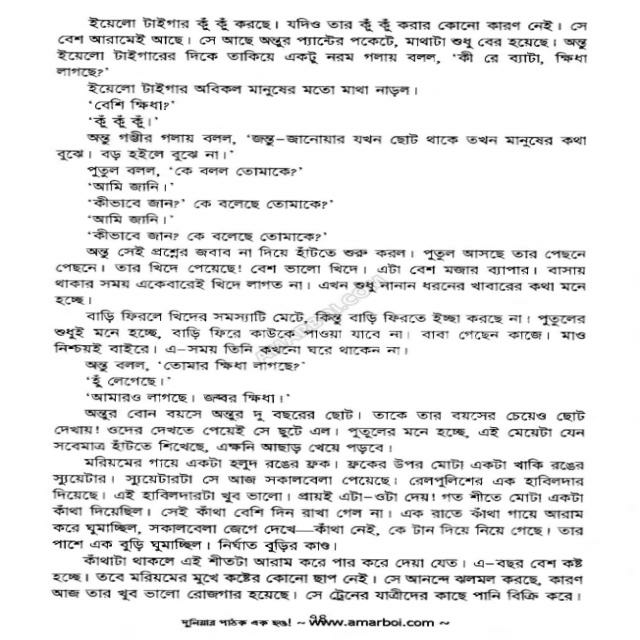 ইয়েলো টাইগার কুঁ কুঁ করছে। যদিও তার কুঁ কুঁ করার কোনো কারণ নেই। সে
বেশ আরামেই আছে। সে আছে অন্তুর প্যান্টের পকেটে, মাথাটা শুধু বের হয়েছে। অন্তু
ইয়েলো টাইগারের দিকে তাকিয়ে একটু নরম গলায় বলল, ‘কী রে ব্যাটা, ক্ষিধা
লাগছে?’
ইয়েলো টাইগার অবিকল মানুষের মতো মাথা নাড়ল।
‘বেশি ক্ষিধা?’
‘কুঁ কুঁ কুঁ।’
অন্তু গম্ভীর গলায় বলল, ‘জন্তু-জানোয়ার যখন ছোট থাকে তখন মানুষের কথা
বুঝে। বড় হইলে বুঝে না।’
পুতুল বলল, ‘কে বলল তোমাকে?’
‘আমি জানি।’
‘কীভাবে জান?’ কে বলেছে তোমাকে?’
‘আমি জানি।’
‘কীভাবে জান? কে বলেছে তোমাকে?’
অন্তু সেই প্রশ্নের জবাব না দিয়ে হাঁটতে শুরু করল। পুতুল আসছে তার পেছনে
পেছনে। তার খিদে পেয়েছে! বেশ ভালো খিদে। এটা বেশ মজার ব্যাপার। বাসায়
থাকার সময় একেবারেই খিদে লাগত না। এখন শুধু নানান ধরনের খাবারের কথা মনে
হচ্ছে।
বাড়ি ফিরলে খিদের সমস্যাটি মেটে, কিন্তু বাড়ি ফিরতে ইচ্ছা করছে না। পুতুলের
শুধুই মনে হচ্ছে, বাড়ি ফিরে কাউকে পাওয়া যাবে না। বাবা গেছেন কাজে। মাও
নিশ্চয়ই বাইরে। এ-সময় তিনি কখনো ঘরে থাকেন না।
অন্তু বলল, ‘তোমার ক্ষিধা লাগছে?’
‘হুঁ লেগেছে।’
‘আমারও লাগছে। জব্বর ক্ষিধা।’
অন্তুর বোন বয়সে অন্তুর দু বছরের ছোট। তাকে তার বয়সের চেয়েও ছোট
দেখায়! ওদের দেখতে পেয়েই সে ছুটে এল। পুতুলের মনে হচ্ছে, এই মেয়েটা যেন
সবেমাত্র হাঁটতে শিখেছে, এক্ষনি আছাড় খেয়ে পড়বে।
মরিয়মের গায়ে একটা হলুদ রঙের ফ্রক। ফ্রকের উপর মোটা একটা খাকি রঙের
স্যুয়েটার। স্যুয়েটারটা সে আজ সকালবেলা পেয়েছে। রেলপুলিশের এক হাবিলদার
দিয়েছে। এই হাবিলদারটা খুব ভালো। প্রায়ই এটা-ওটা দেয়! গত শীতে মোটা একটা
কাঁথা দিয়েছিল। সেই কাঁথা বেশি দিন রাখা গেল না। এক রাতে কাঁথা গায়ে আরাম
করে ঘুমাচ্ছিল, সকালবেলা জেগে দেখে—কাঁথা নেই, কে টান দিয়ে নিয়ে গেছে। তার
পাশে এক বুড়ি ঘুমাচ্ছিল। নির্ঘাত বুড়ির কাণ্ড।
কাঁথাটা থাকলে এই শীতটা আরাম করে পার করে দেয়া যেত। এ-বছর বেশ কষ্ট
হচ্ছে। তবে মরিয়মের মুখে কষ্টের কোনো ছাপ নেই। সে আনন্দে ঝলমল করছে, কারণ
আজ তার খুব ভালো রোজগার হয়েছে। সে ট্রেনের যাত্রীদের কাছে পানি বিক্রি করে।
দুনিয়ার পাঠক এক হও! ~ www.amarboi.com ~
AMARBOI.COM